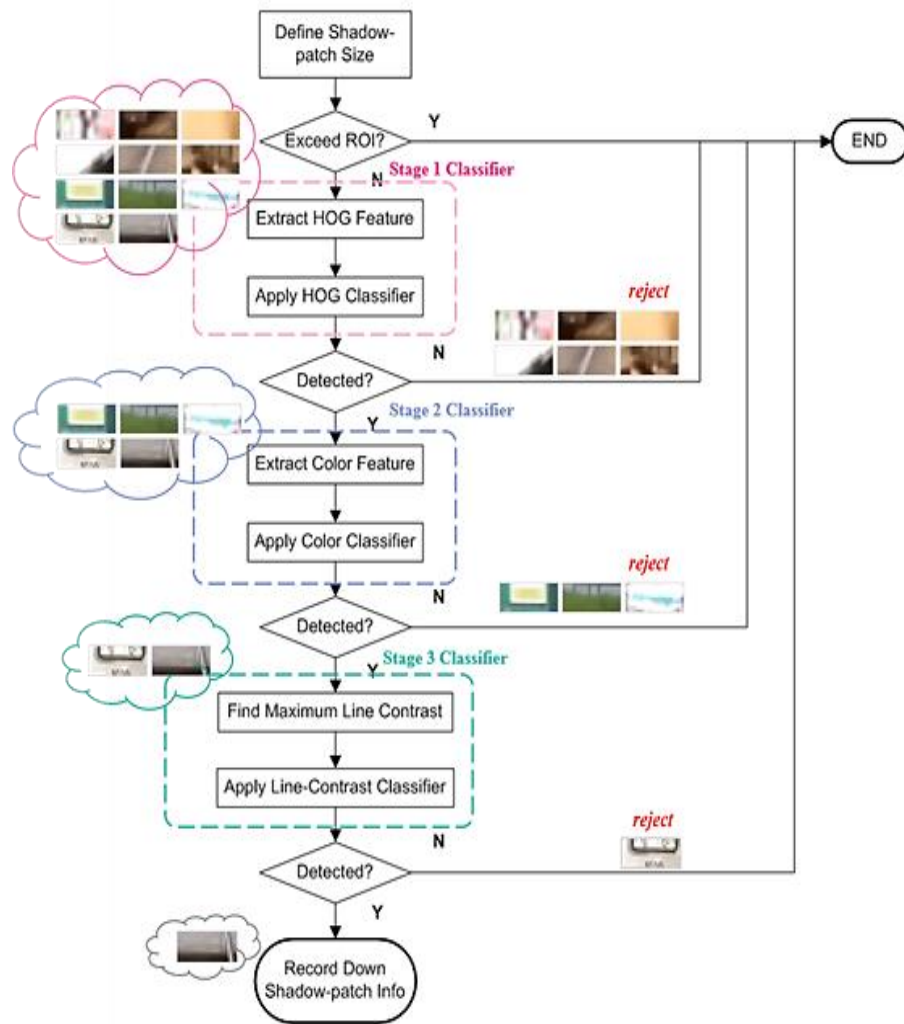 Define Shadow-
patch Size
Exceed ROI?
Y
END
N
Stage 1 Classifier
Extract HOG Feature
Apply HOG Classifier
reject
N
Detected?
Y
Stage 2 Classifier
Extract Color Feature
Apply Color Classifier
reject
N
Detected?
Y
Stage 3 Classifier
Find Maximum Line Contrast
Apply Line-Contrast Classifier
reject
N
Detected?
Y
Record Down
Shadow-patch Info